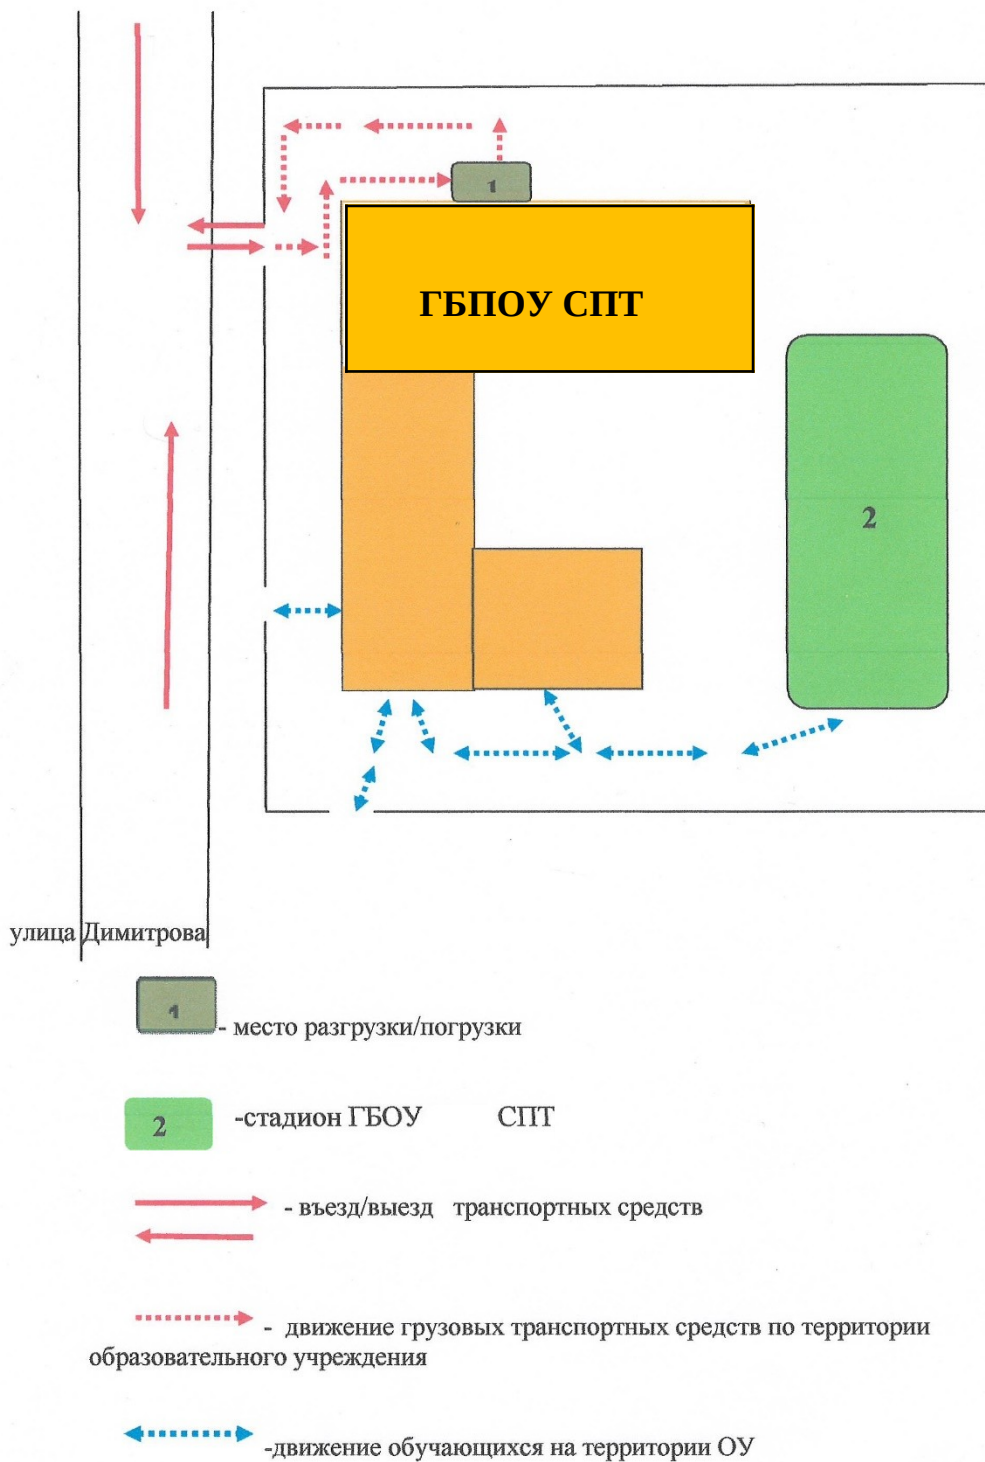 1
ГБПОУ СПТ
2
улица Димитрова
1 - место разгрузки/погрузки
2 -стадион ГБОУ СПТ
- въезд/выезд транспортных средств
- движение грузовых транспортных средств по территории
образовательного учреждения
-движение обучающихся на территории ОУ